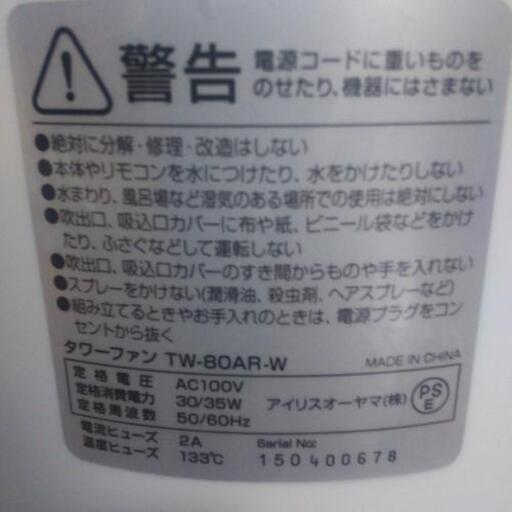 警告
電源コードに重いものを
のせたり、機器にはさまない
●絶対に分解・修理・改造はしない
●本体やリモコンを水につけたり、水をかけたりしない
●水まわり、風呂場など湿気のある場所での使用は絶対にしない
●吹出口、吸込口カバーに布や紙、ビニール袋などをかけ
たり、ふさぐなどして運転しない
●吹出口、吸込口カバーのすき間からものや手を入れない
●スプレーをかけない(潤滑油、殺虫剤、ヘアスプレーなど)
●組み立てるときやお手入れのときは、電源プラグをコン
セントから抜く
タワーファン TW-80AR-W MADE IN CHINA
定格電圧 AC100V
定格消費電力 30/35W
定格周波数 50/60Hz
アイリスオーヤマ(株)
PS
E
電流ヒューズ 2A
温度ヒューズ 133℃
Serial No:
150400678